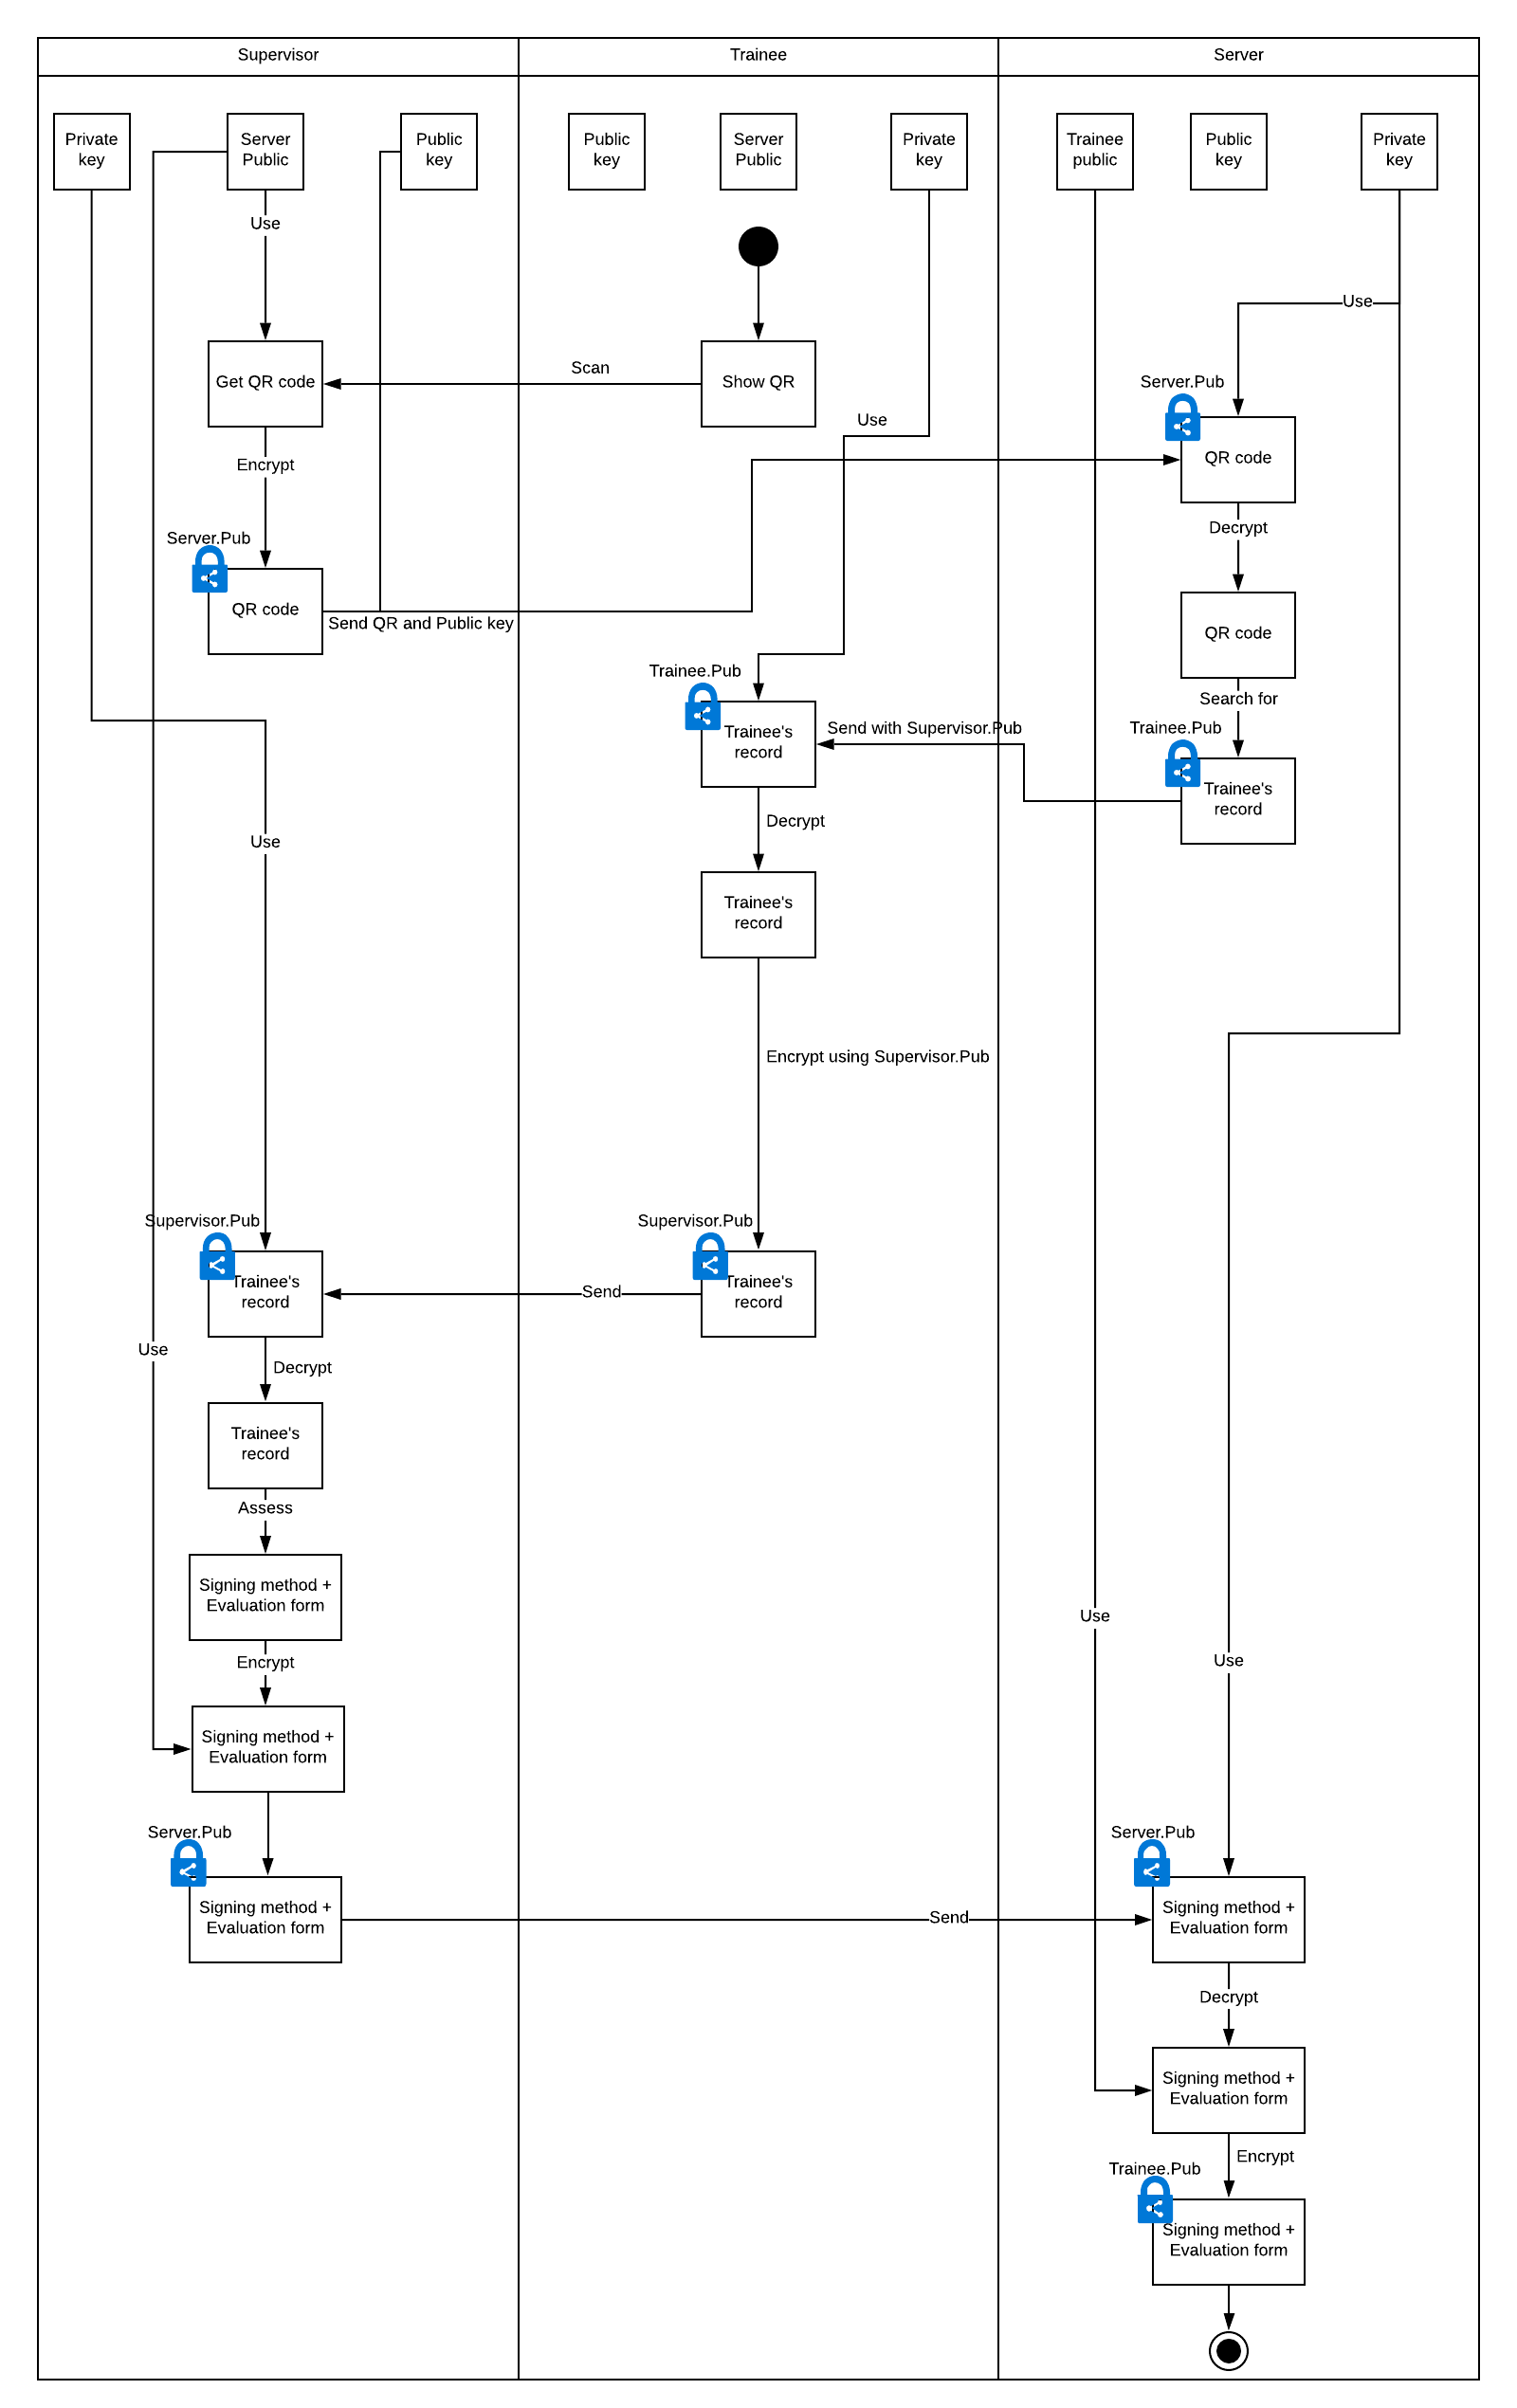 Supervisor
Trainee
Server
Private
key
Server
Public
Public
key
Public
key
Server
Public
Private
key
Trainee
public
Public
key
Private
key
Use
Use
Scan
Get QR code
Show QR
Server.Pub
Use
QR code
Encrypt
Decrypt
Server.Pub
QR code
Send QR and Public key
QR code
Trainee.Pub
Search for
Send with Supervisor.Pub
Trainee.Pub
Trainee's
record
Trainee's
record
Decrypt
Use
Trainee's
record
Encrypt using Supervisor.Pub
Supervisor.Pub
Supervisor.Pub
Trainee's
record
Send
Trainee's
record
Use
Decrypt
Trainee's
record
Assess
Signing method +
Evaluation form
Use
Encrypt
Use
Signing method +
Evaluation form
Server.Pub
Server.Pub
Signing method +
Evaluation form
Send
Signing method +
Evaluation form
Decrypt
Signing method +
Evaluation form
Encrypt
Trainee.Pub
Signing method +
Evaluation form